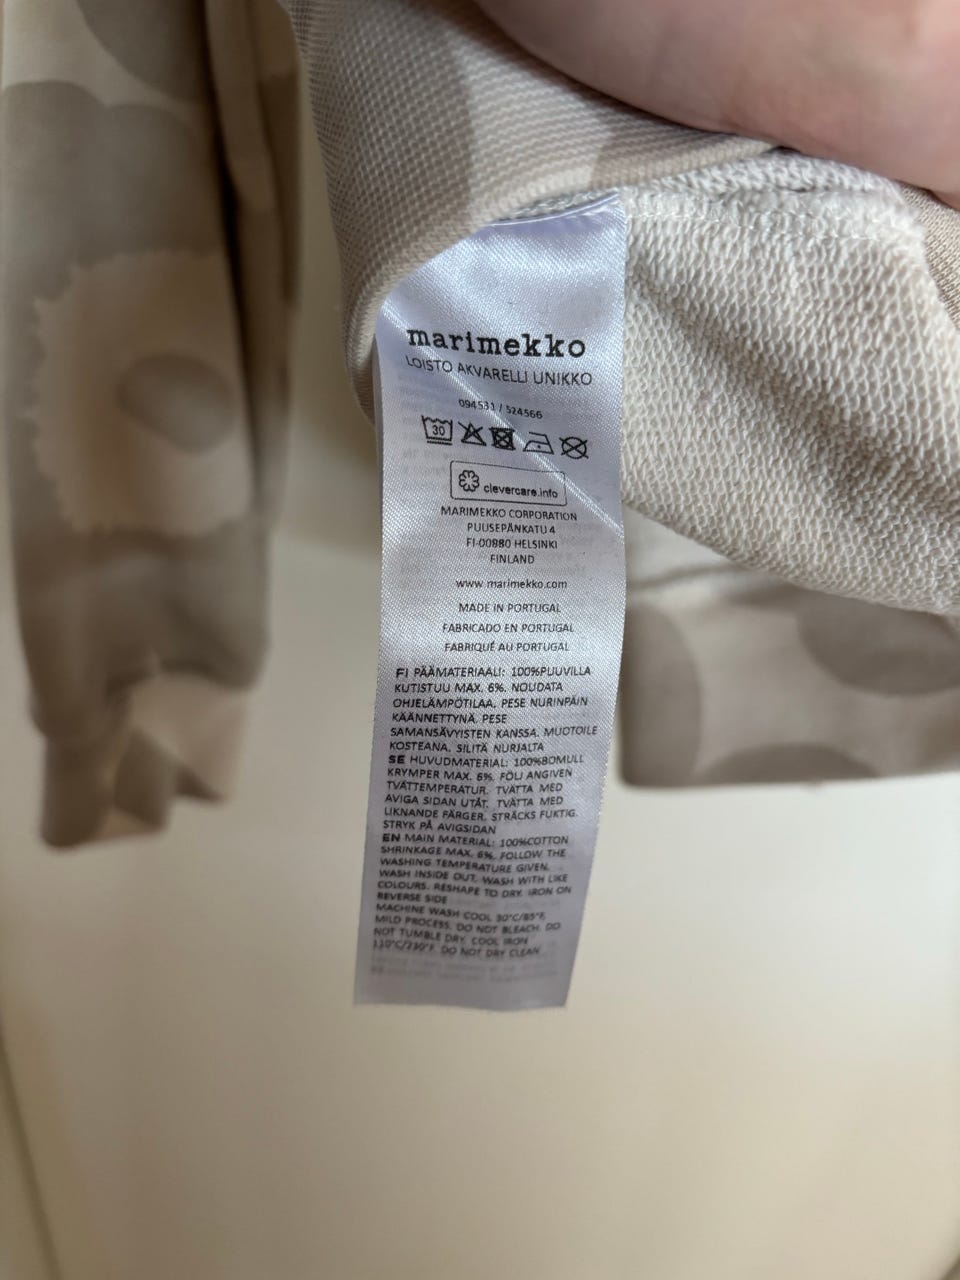 marimekko
LOISTO AKVARELLI UNIKKO
094531 / 524566
30
clevercare.info
MARIMEKKO CORPORATION
PUUSEPÄNKATU 4
FI-00880 HELSINKI
FINLAND
www.marimekko.com
MADE IN PORTUGAL
FABRICADO EN PORTUGAL
FABRIQUÉ AU PORTUGAL
FI PÄÄMATERIAALI: 100%PUUVILLA
KUTISTUU MAX. 6%. NOUDATA
OHJELÄMPÖTILAA. PESE NURINPÄIN
KÄÄNNETTYNÄ. PESE
SAMANSÄVYISTEN KANSSA. MUOTOILE
KOSTEANA. SILITÄ NURJALTA
SE HUVUDMATERIAL: 100%BOMULL
KRYMPER MAX. 6%. FÖLJ ANGIVEN
TVÄTTEMPERATUR. TVÄTTA MED
AVIGA SIDAN UTÅT. TVÄTTA MED
LIKNANDE FÄRGER. STRÄCKS FUKTIG.
STRYK PÅ AVIGSIDAN
EN MAIN MATERIAL: 100%COTTON
SHRINKAGE MAX. 6%. FOLLOW THE
WASHING TEMPERATURE GIVEN.
WASH INSIDE OUT. WASH WITH LIKE
COLOURS. RESHAPE TO DRY. IRON ON
REVERSE SIDE
MACHINE WASH COOL 30°C/85°F.
MILD PROCESS. DO NOT BLEACH. DO
NOT TUMBLE DRY. COOL IRON
110°C/230°F. DO NOT DRY CLEAN